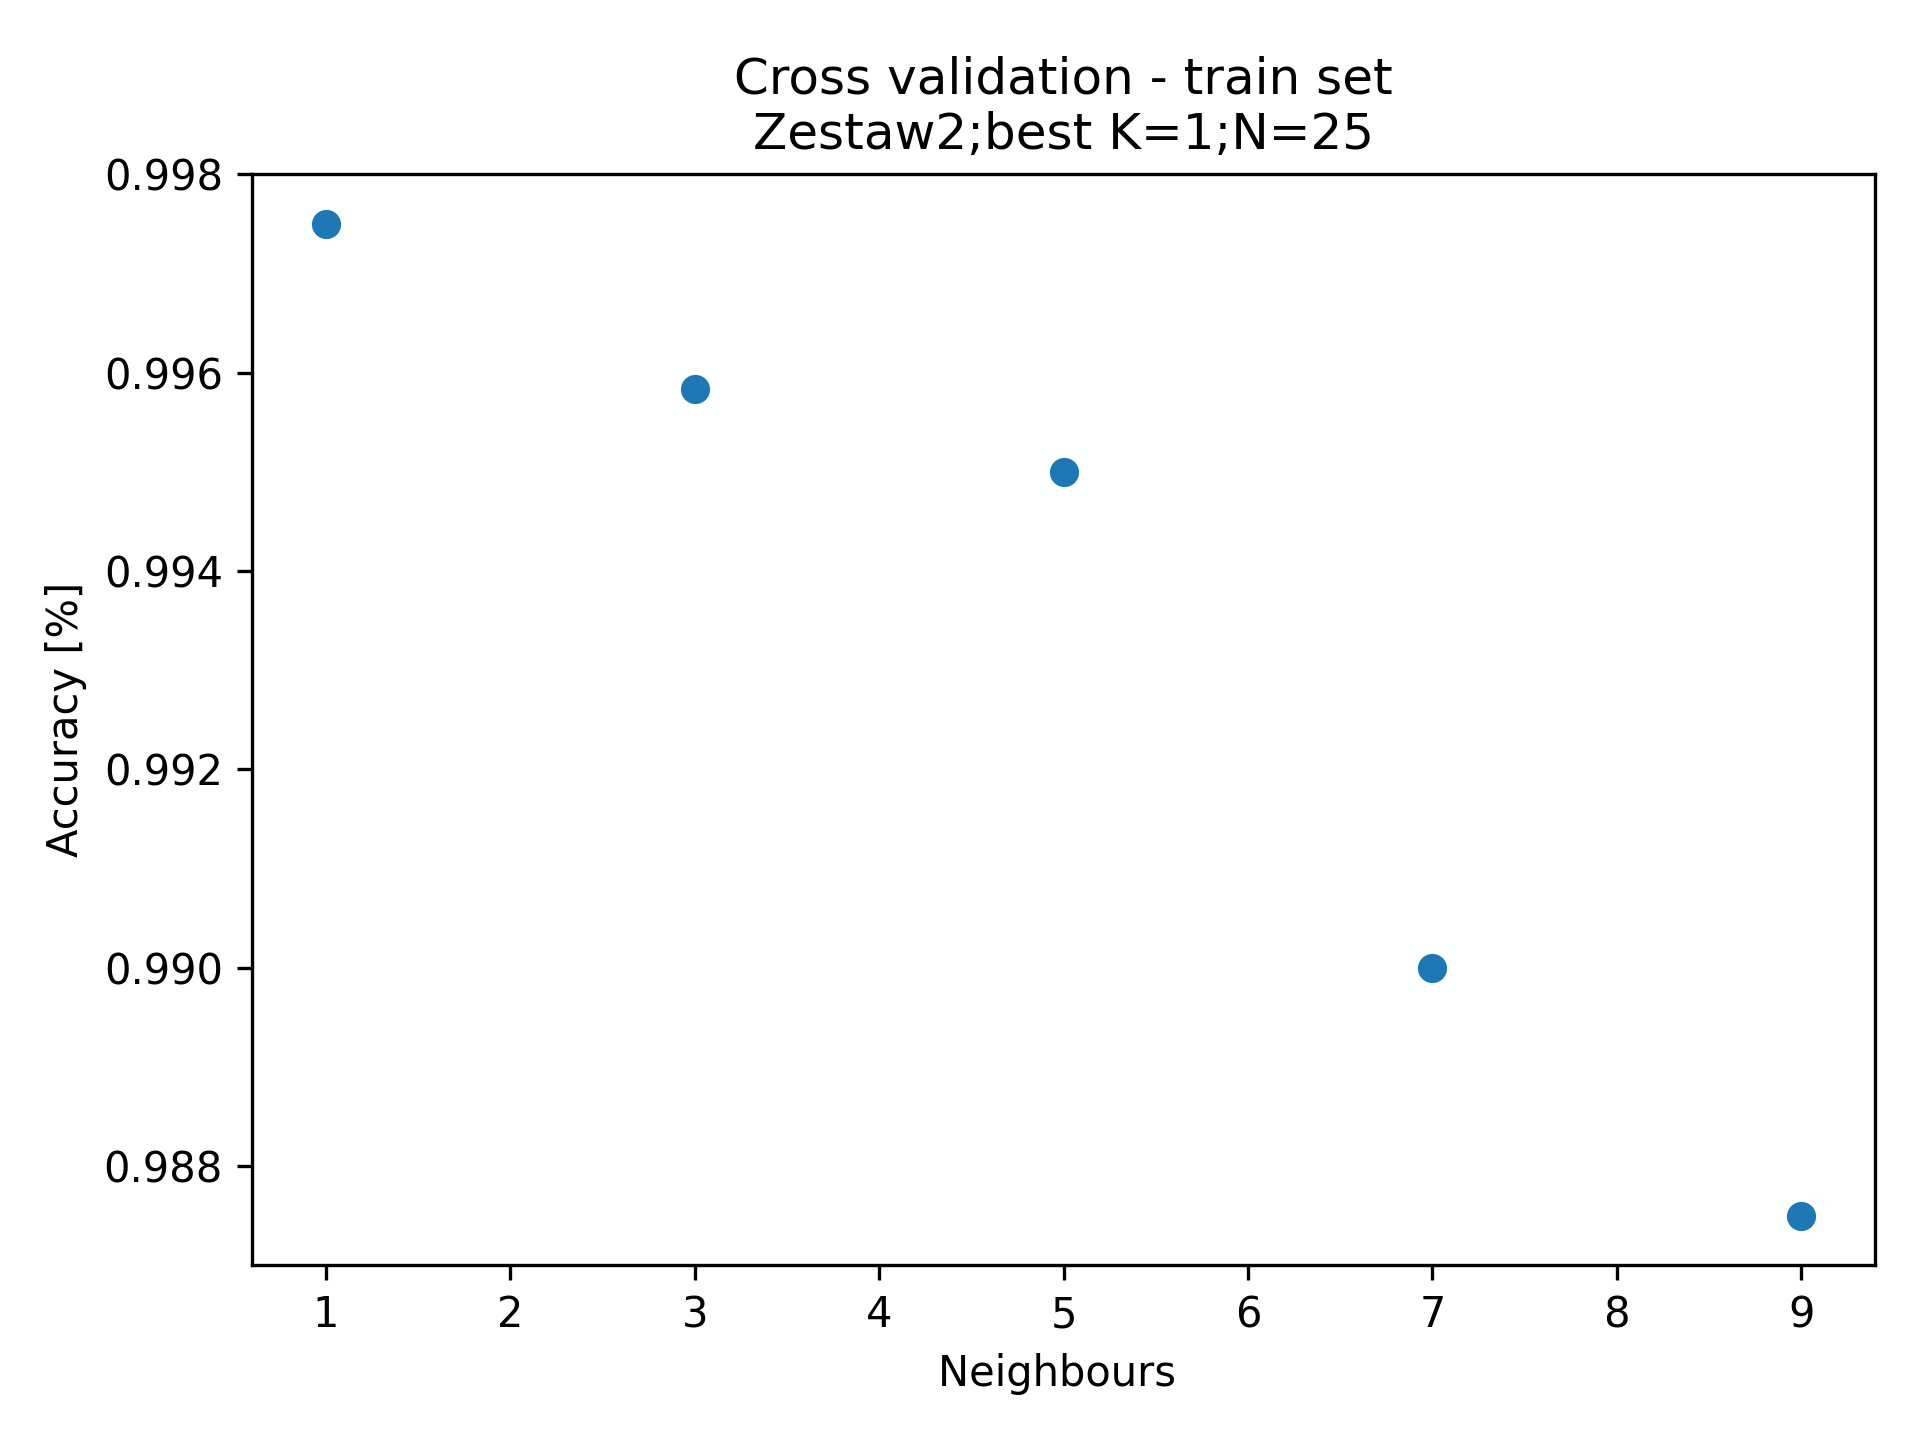 Cross validation - train set
Zestaw2;best K=1;N=25
0.998
0.996
0.994
0.992
0.990
0.988
Accuracy [%]
1 2 3 4 5 6 7 8 9
Neighbours